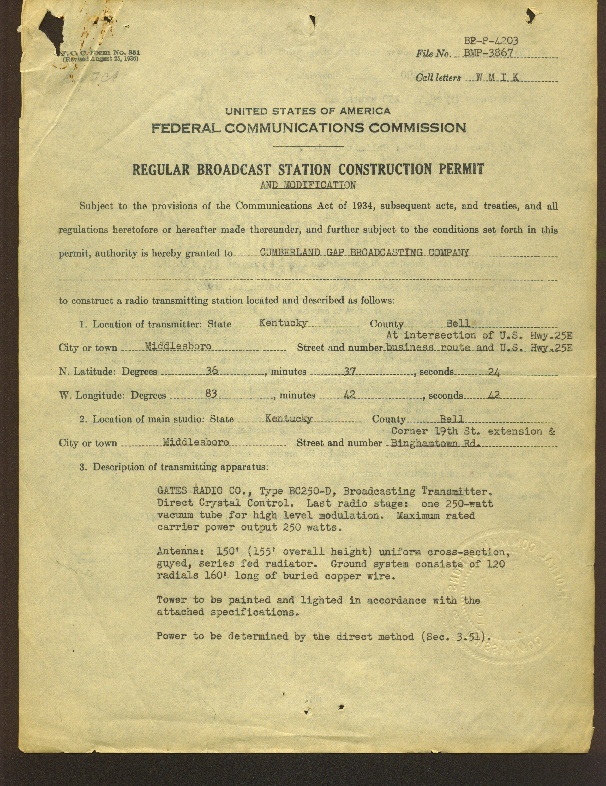 BP-P-4203
F. C. C. Form No. 351
File No. BMP-3867
(Revised August 25, 1936)
Call letters W M I K
UNITED STATES OF AMERICA
FEDERAL COMMUNICATIONS COMMISSION
REGULAR BROADCAST STATION CONSTRUCTION PERMIT
AND MODIFICATION
Subject to the provisions of the Communications Act of 1934, subsequent acts, and treaties, and all
regulations heretofore or hereafter made thereunder, and further subject to the conditions set forth in this
permit, authority is hereby granted to CUMBERLAND GAP BROADCASTING COMPANY
to construct a radio transmitting station located and described as follows:
1. Location of transmitter: State Kentucky County Bell
At intersection of U.S. Hwy.25E
City or town Middlesboro Street and number business route and U.S. Hwy.25E
N. Latitude: Degrees 36, minutes 37, seconds 24
W. Longitude: Degrees 83, minutes 42, seconds 42
2. Location of main studio: State Kentucky County Bell
Corner 19th St. extension &
City or town Middlesboro Street and number Binghamtown Rd.
3. Description of transmitting apparatus:
GATES RADIO CO., Type BC250-D, Broadcasting Transmitter.
Direct Crystal Control. Last radio stage: one 250-watt
vacuum tube for high level modulation. Maximum rated
carrier power output 250 watts.
Antenna: 150' (155' overall height) uniform cross-section,
guyed, series fed radiator. Ground system consists of 120
radials 160' long of buried copper wire.
Tower to be painted and lighted in accordance with the
attached specifications.
Power to be determined by the direct method (Sec. 3.51).